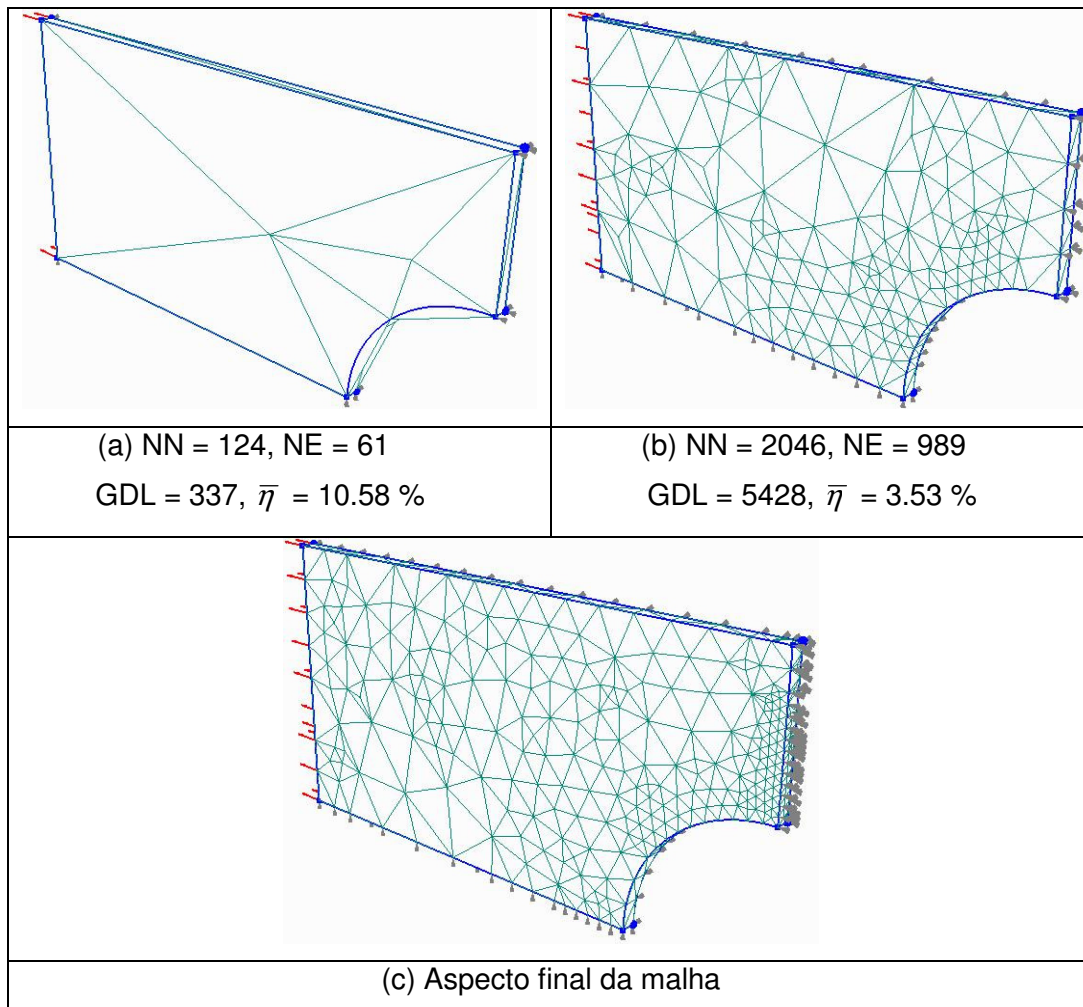 (a) NN = 124, NE = 61
GDL = 337, η̅ = 10.58 %
(b) NN = 2046, NE = 989
GDL = 5428, η̅ = 3.53 %
(c) Aspecto final da malha